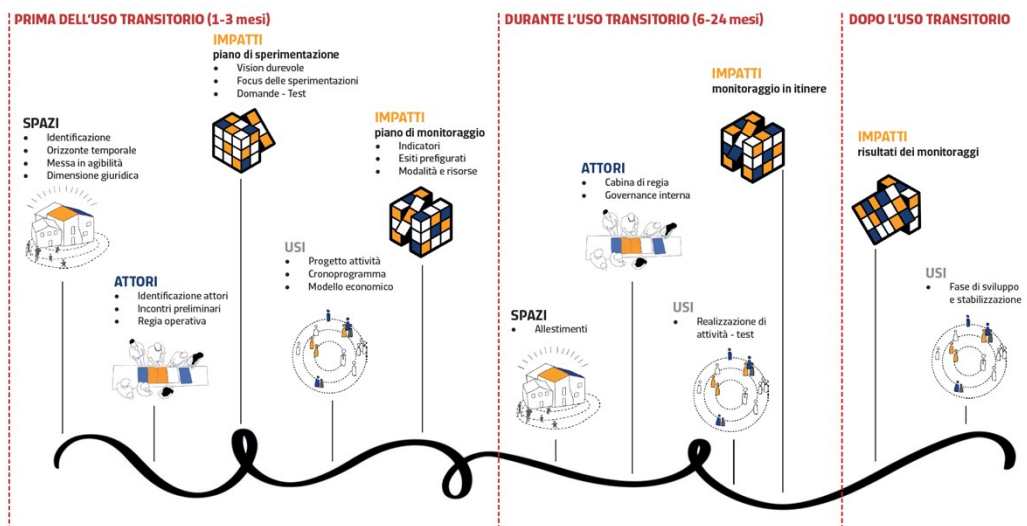 PRIMA DELL'USO TRANSITORIO (1-3 mesi)
SPAZI
• Identificazione
• Orizzonte temporale
• Messa in agibilità
• Dimensione giuridica
ATTORI
• Identificazione attori
• Incontri preliminari
• Regia operativa
IMPATTI
piano di sperimentazione
• Vision durevole
• Focus delle sperimentazioni
• Domande - Test
USI
• Progetto attività
• Cronoprogramma
• Modello economico
IMPATTI
piano di monitoraggio
• Indicatori
• Esiti prefigurati
• Modalità e risorse
DURANTE L'USO TRANSITORIO (6-24 mesi)
SPAZI
• Allestimenti
ATTORI
• Cabina di regia
• Governance interna
USI
• Realizzazione di
attività - test
IMPATTI
monitoraggio in itinere
DOPO L'USO TRANSITORIO
IMPATTI
risultati dei monitoraggi
USI
• Fase di sviluppo
e stabilizzazione